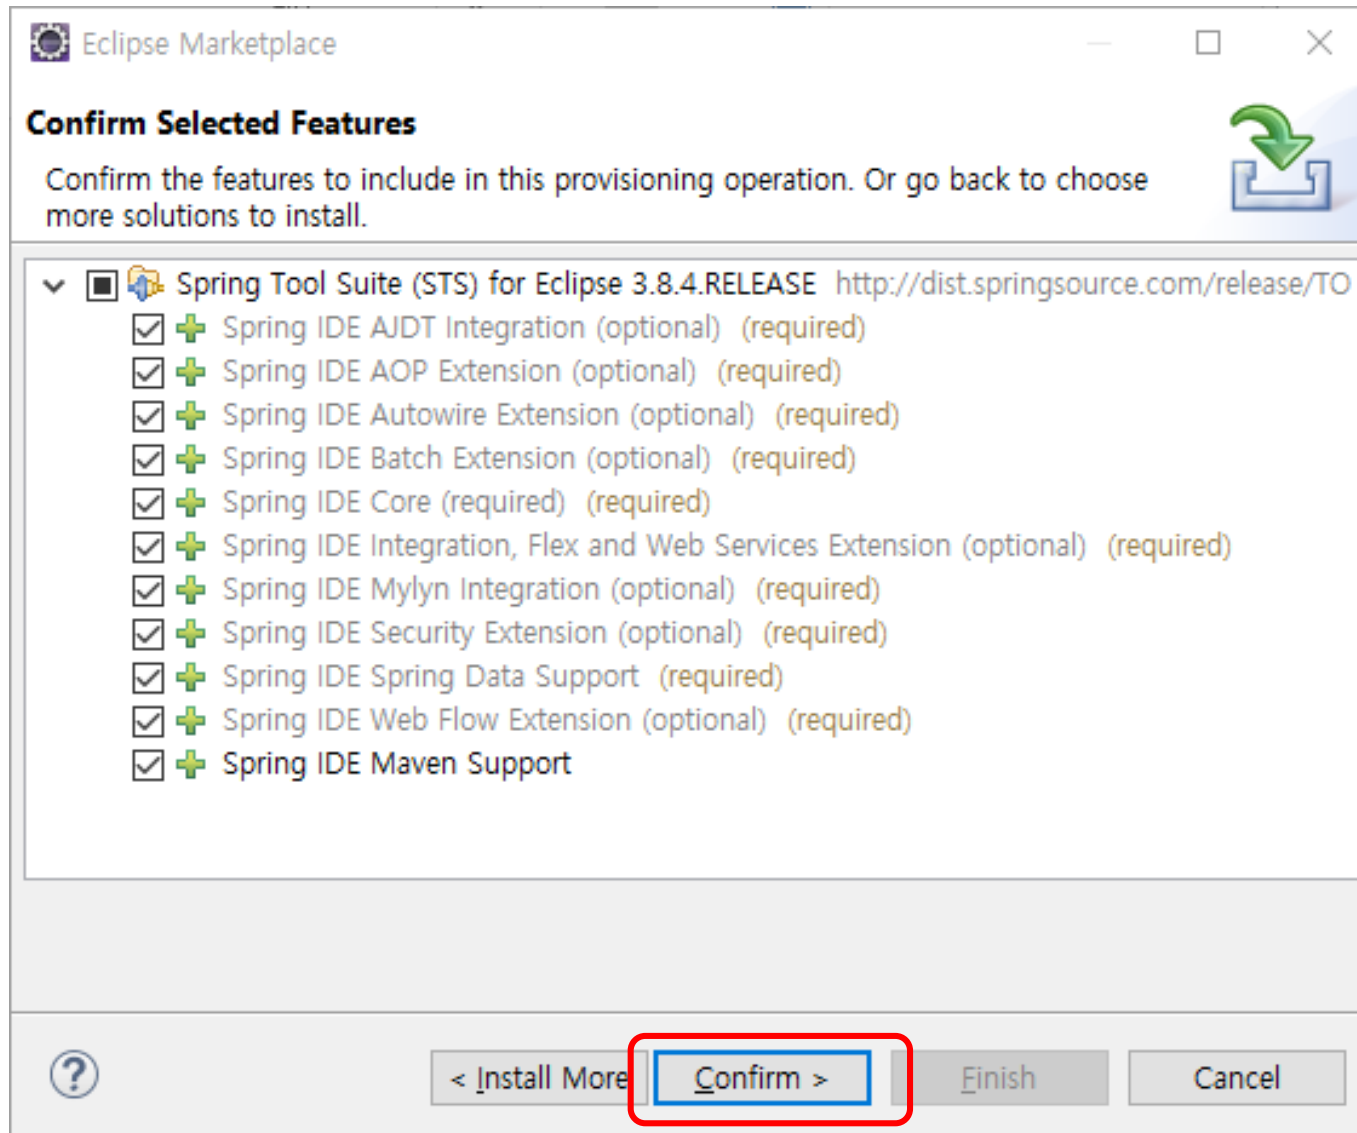 Eclipse Marketplace
Confirm Selected Features
Confirm the features to include in this provisioning operation. Or go back to choose
more solutions to install.
Spring Tool Suite (STS) for Eclipse 3.8.4.RELEASE http://dist.springsource.com/release/TO
Spring IDE AJDT Integration (optional) (required)
Spring IDE AOP Extension (optional) (required)
Spring IDE Autowire Extension (optional) (required)
Spring IDE Batch Extension (optional) (required)
Spring IDE Core (required) (required)
Spring IDE Integration, Flex and Web Services Extension (optional) (required)
Spring IDE Mylyn Integration (optional) (required)
Spring IDE Security Extension (optional) (required)
Spring IDE Spring Data Support (required)
Spring IDE Web Flow Extension (optional) (required)
Spring IDE Maven Support
? < Install More Confirm > Finish Cancel